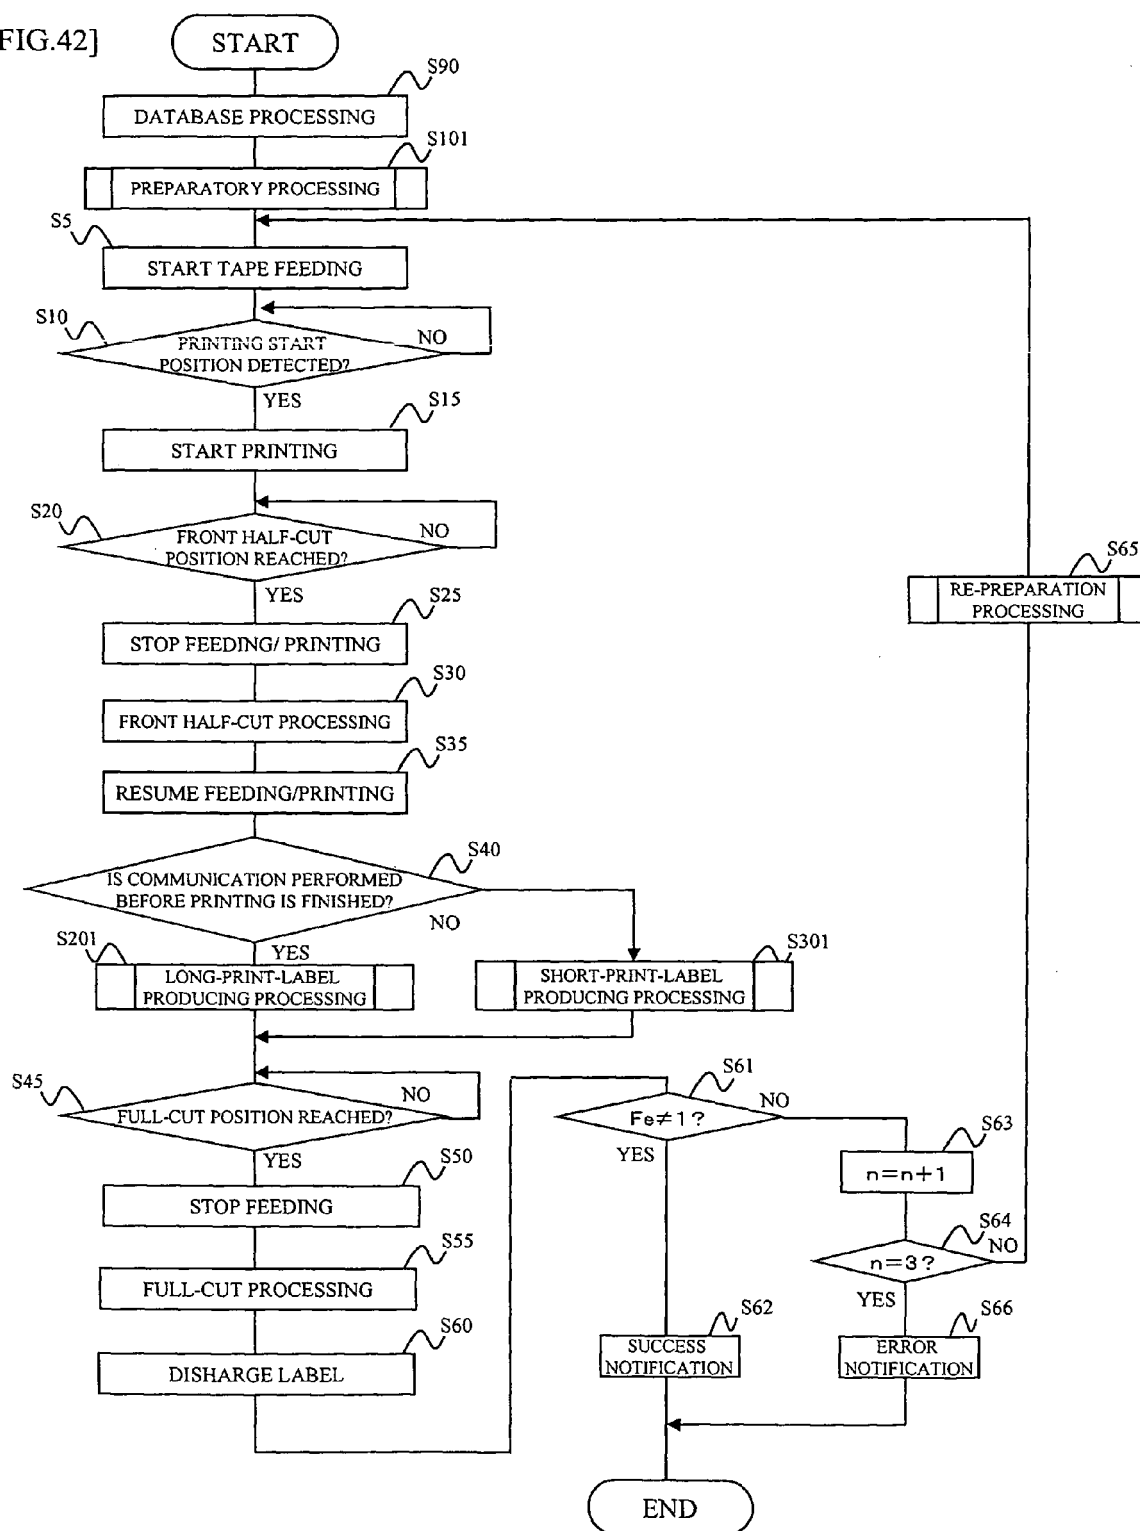 FIG.42]
START
S90
DATABASE PROCESSING
S101
PREPARATORY PROCESSING
S5
START TAPE FEEDING
S10
NO
PRINTING START
POSITION DETECTED?
YES
S15
START PRINTING
S20
NO
FRONT HALF-CUT
POSITION REACHED?
YES
S25
STOP FEEDING/ PRINTING
S30
FRONT HALF-CUT PROCESSING
S35
RESUME FEEDING/PRINTING
S40
IS COMMUNICATION PERFORMED
BEFORE PRINTING IS FINISHED?
NO
YES
S201
LONG-PRINT-LABEL
PRODUCING PROCESSING
S301
SHORT-PRINT-LABEL
PRODUCING PROCESSING
S45
NO
FULL-CUT POSITION REACHED?
YES
S50
STOP FEEDING
S55
FULL-CUT PROCESSING
S60
DISHARGE LABEL
S61
Fe≠1?
NO
YES
S63
n=n+1
S64
n=3?
NO
YES
S65
RE-PREPARATION
PROCESSING
S62
SUCCESS
NOTIFICATION
S66
ERROR
NOTIFICATION
END